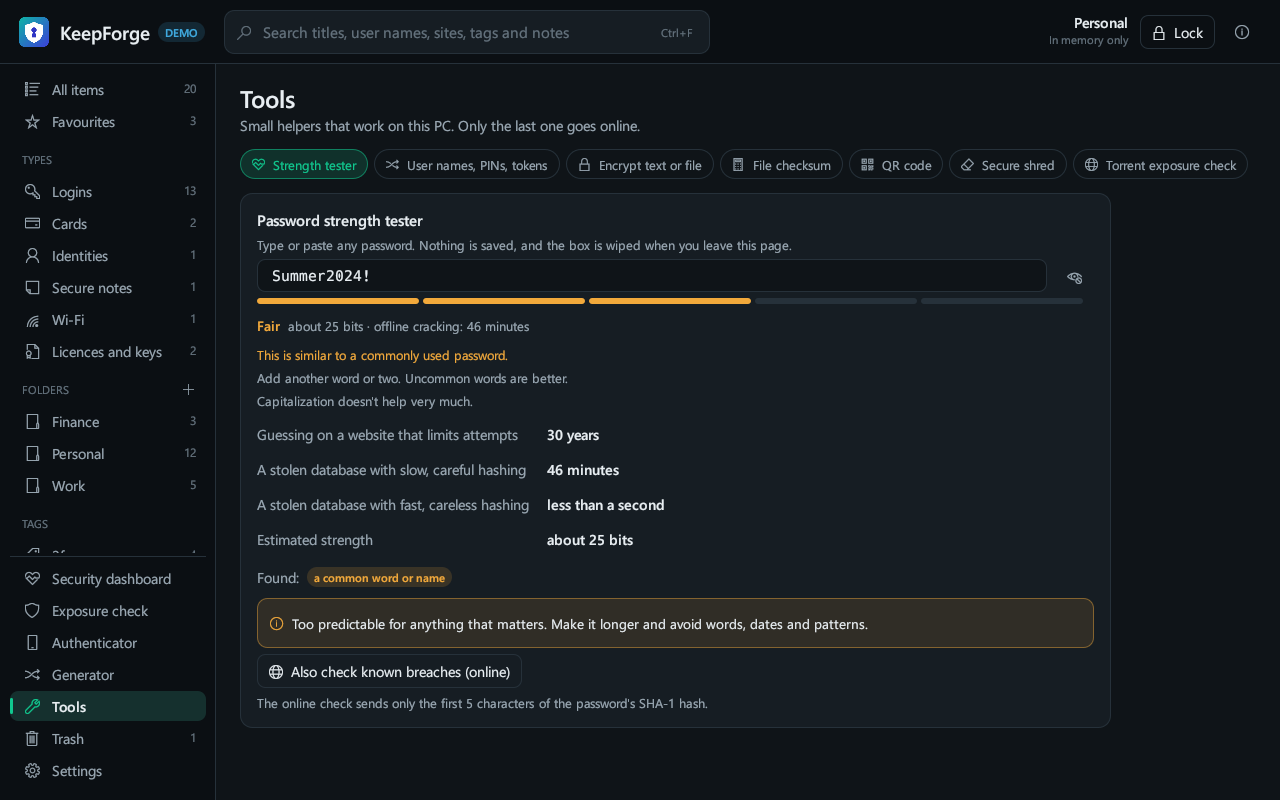 KeepForge DEMO
Search titles, user names, sites, tags and notes Ctrl+F
Personal
In memory only
Lock
All items 20
Favourites 3
TYPES
Logins 13
Cards 2
Identities 1
Secure notes 1
Wi-Fi 1
Licences and keys 2
FOLDERS
Finance 3
Personal 12
Work 5
TAGS
Security dashboard
Exposure check
Authenticator
Generator
Tools
Trash 1
Settings
Tools
Small helpers that work on this PC. Only the last one goes online.
Strength tester User names, PINs, tokens Encrypt text or file File checksum QR code Secure shred Torrent exposure check
Password strength tester
Type or paste any password. Nothing is saved, and the box is wiped when you leave this page.
Summer2024!
Fair about 25 bits · offline cracking: 46 minutes
This is similar to a commonly used password.
Add another word or two. Uncommon words are better.
Capitalization doesn't help very much.
Guessing on a website that limits attempts 30 years
A stolen database with slow, careful hashing 46 minutes
A stolen database with fast, careless hashing less than a second
Estimated strength about 25 bits
Found: a common word or name
Too predictable for anything that matters. Make it longer and avoid words, dates and patterns.
Also check known breaches (online)
The online check sends only the first 5 characters of the password's SHA-1 hash.